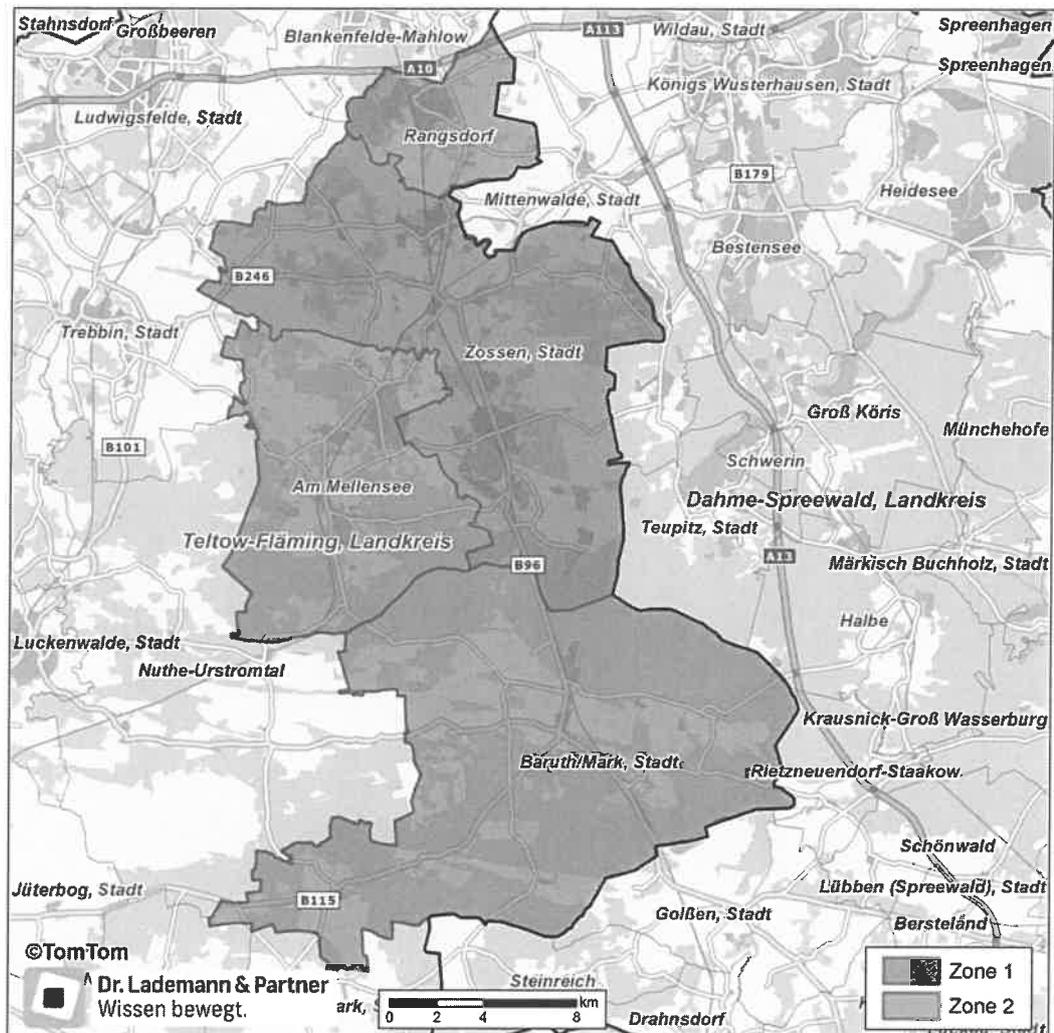 Stahnsdorf
Großbeeren
Blankenfelde-Mahlow
A113
Wildau, Stadt
Spreenhagen
A10
Spreenhagen
Königs Wusterhausen, Stadt
Ludwigsfelde, Stadt
Rangsdorf
B179
Heidesee
Mittenwalde, Stadt
Bestensee
B246
Trebbin, Stadt
Zossen, Stadt
Groß Köris
Münchehofe
B101
Schwerin
Am Mellensee
Dahme-Spreewald, Landkreis
Teupitz, Stadt
Teltow-Fläming, Landkreis
A13
B96
Märkisch Buchholz, Stadt
Halbe
Luckenwalde, Stadt
Nuthe-Urstromtal
Krausnick-Groß Wasserburg
Baruth/Mark, Stadt
Rietzneuendorf-Staakow
Schönwald
Jüterbog, Stadt
B115
Lübben (Spreewald), Stadt
Golßen, Stadt
Bersteland
©TomTom
Steinreich
Dr. Lademann & Partner
Wissen bewegt.
ark, S
km
0 2 4 8
Drahnsdorf
Zone 1
Zone 2